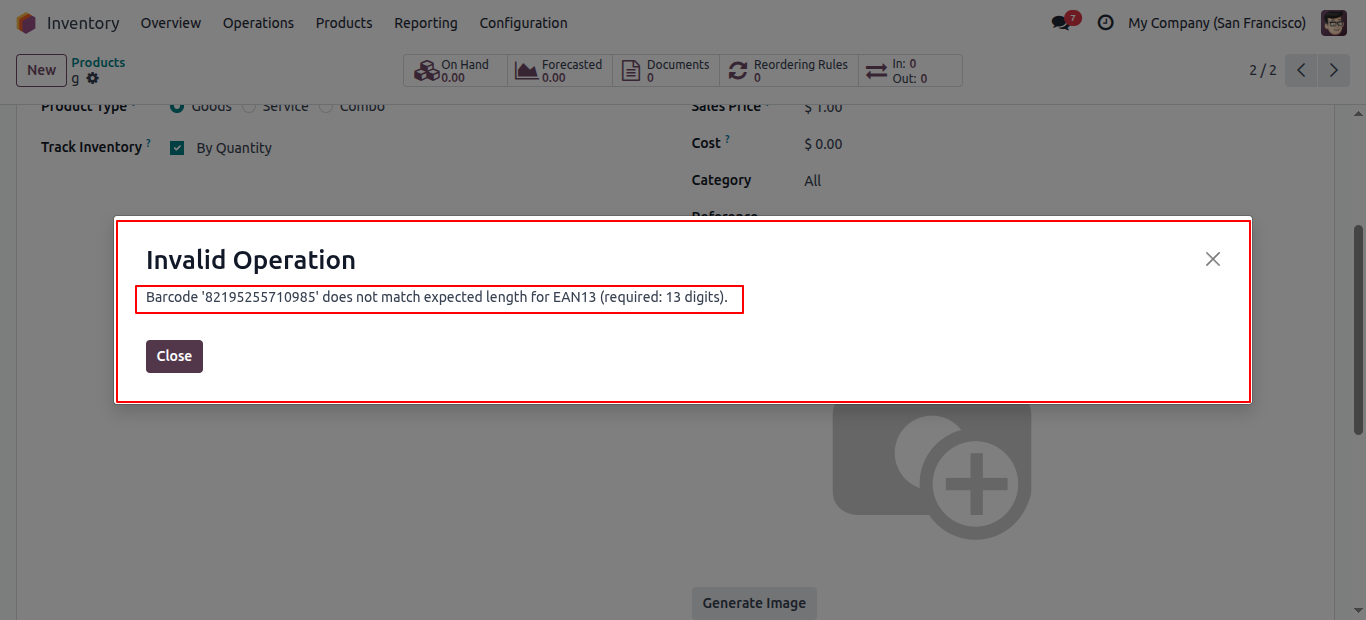 Inventory Overview Operations Products Reporting Configuration 7 My Company (San Francisco)
New Products On Hand Forecasted Documents Reordering Rules In: 0
g 0.00 0.00 0 0 Out: 0 2 / 2
Product Type ? Goods Service Combo Sales Price ? $ 1.00
Track Inventory ? By Quantity Cost ? $ 0.00
Category All
Reference
Invalid Operation
Barcode '82195255710985' does not match expected length for EAN13 (required: 13 digits).
Close
Generate Image